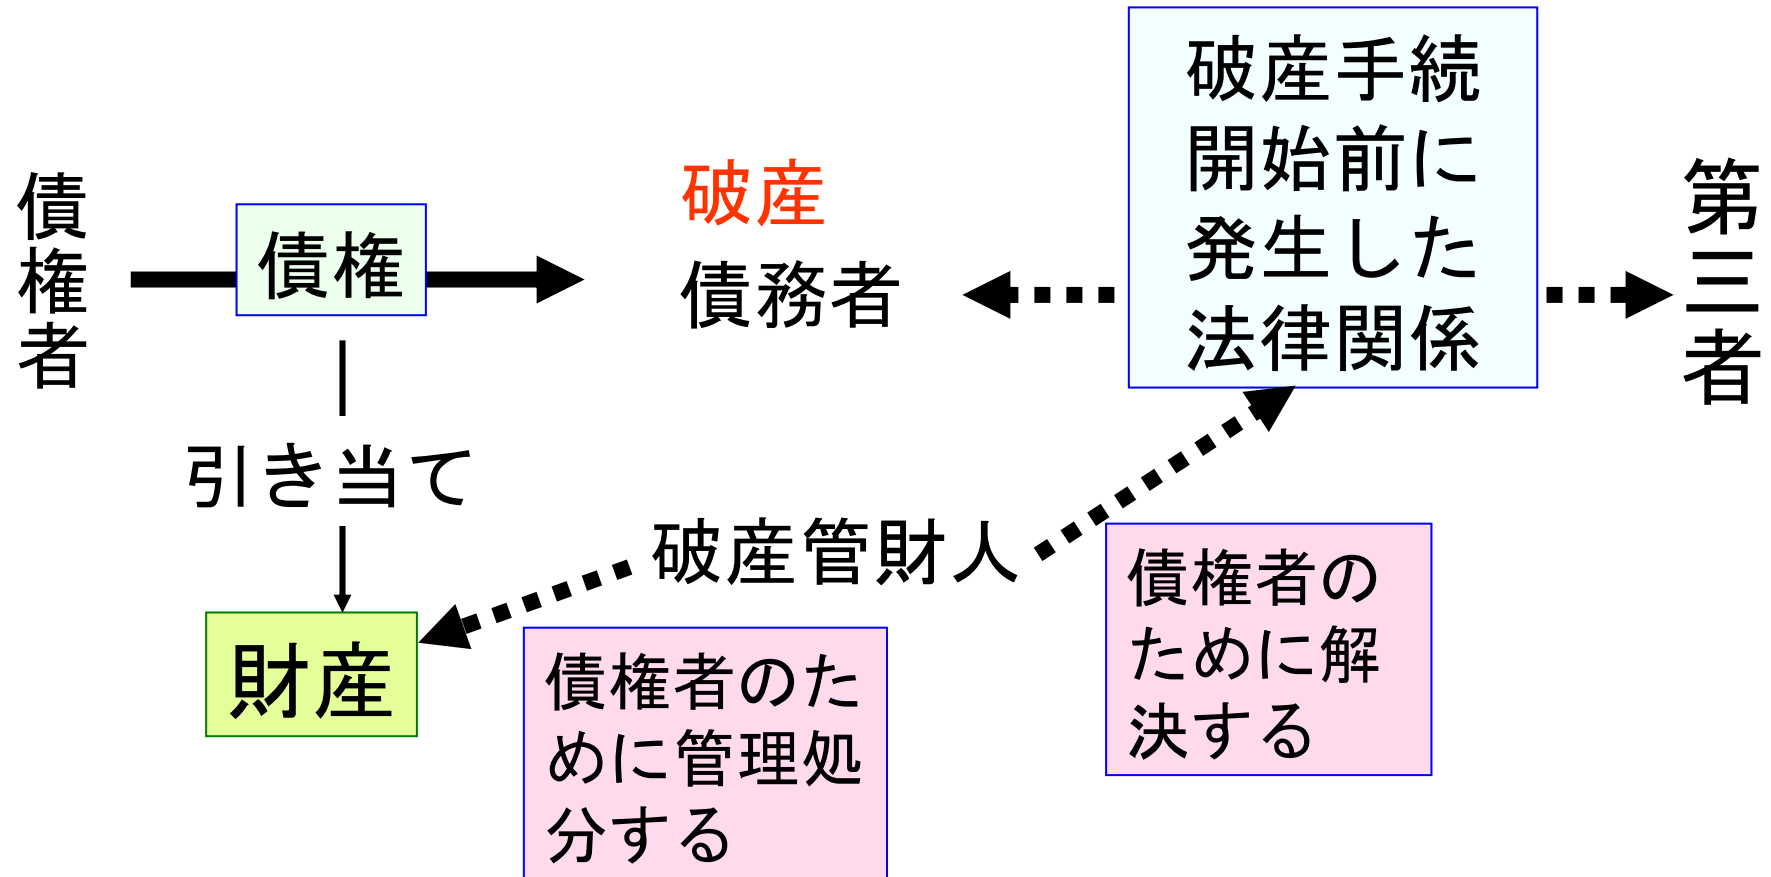 債権者
債権
破産
債務者
破産手続
開始前に
発生した
法律関係
第三者
引き当て
破産管財人
財産
債権者のた
めに管理処
分する
債権者の
ために解
決する